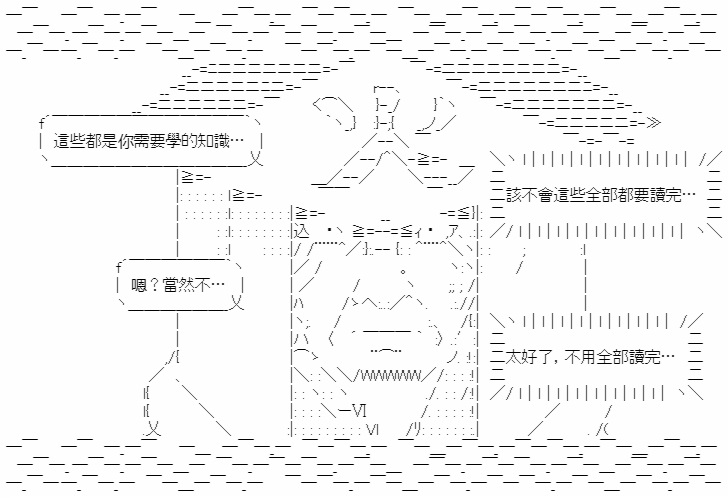 這些都是你需要學的知識…
該不會這些全部都要讀完…
嗯？當然不…
太好了，不用全部讀完…